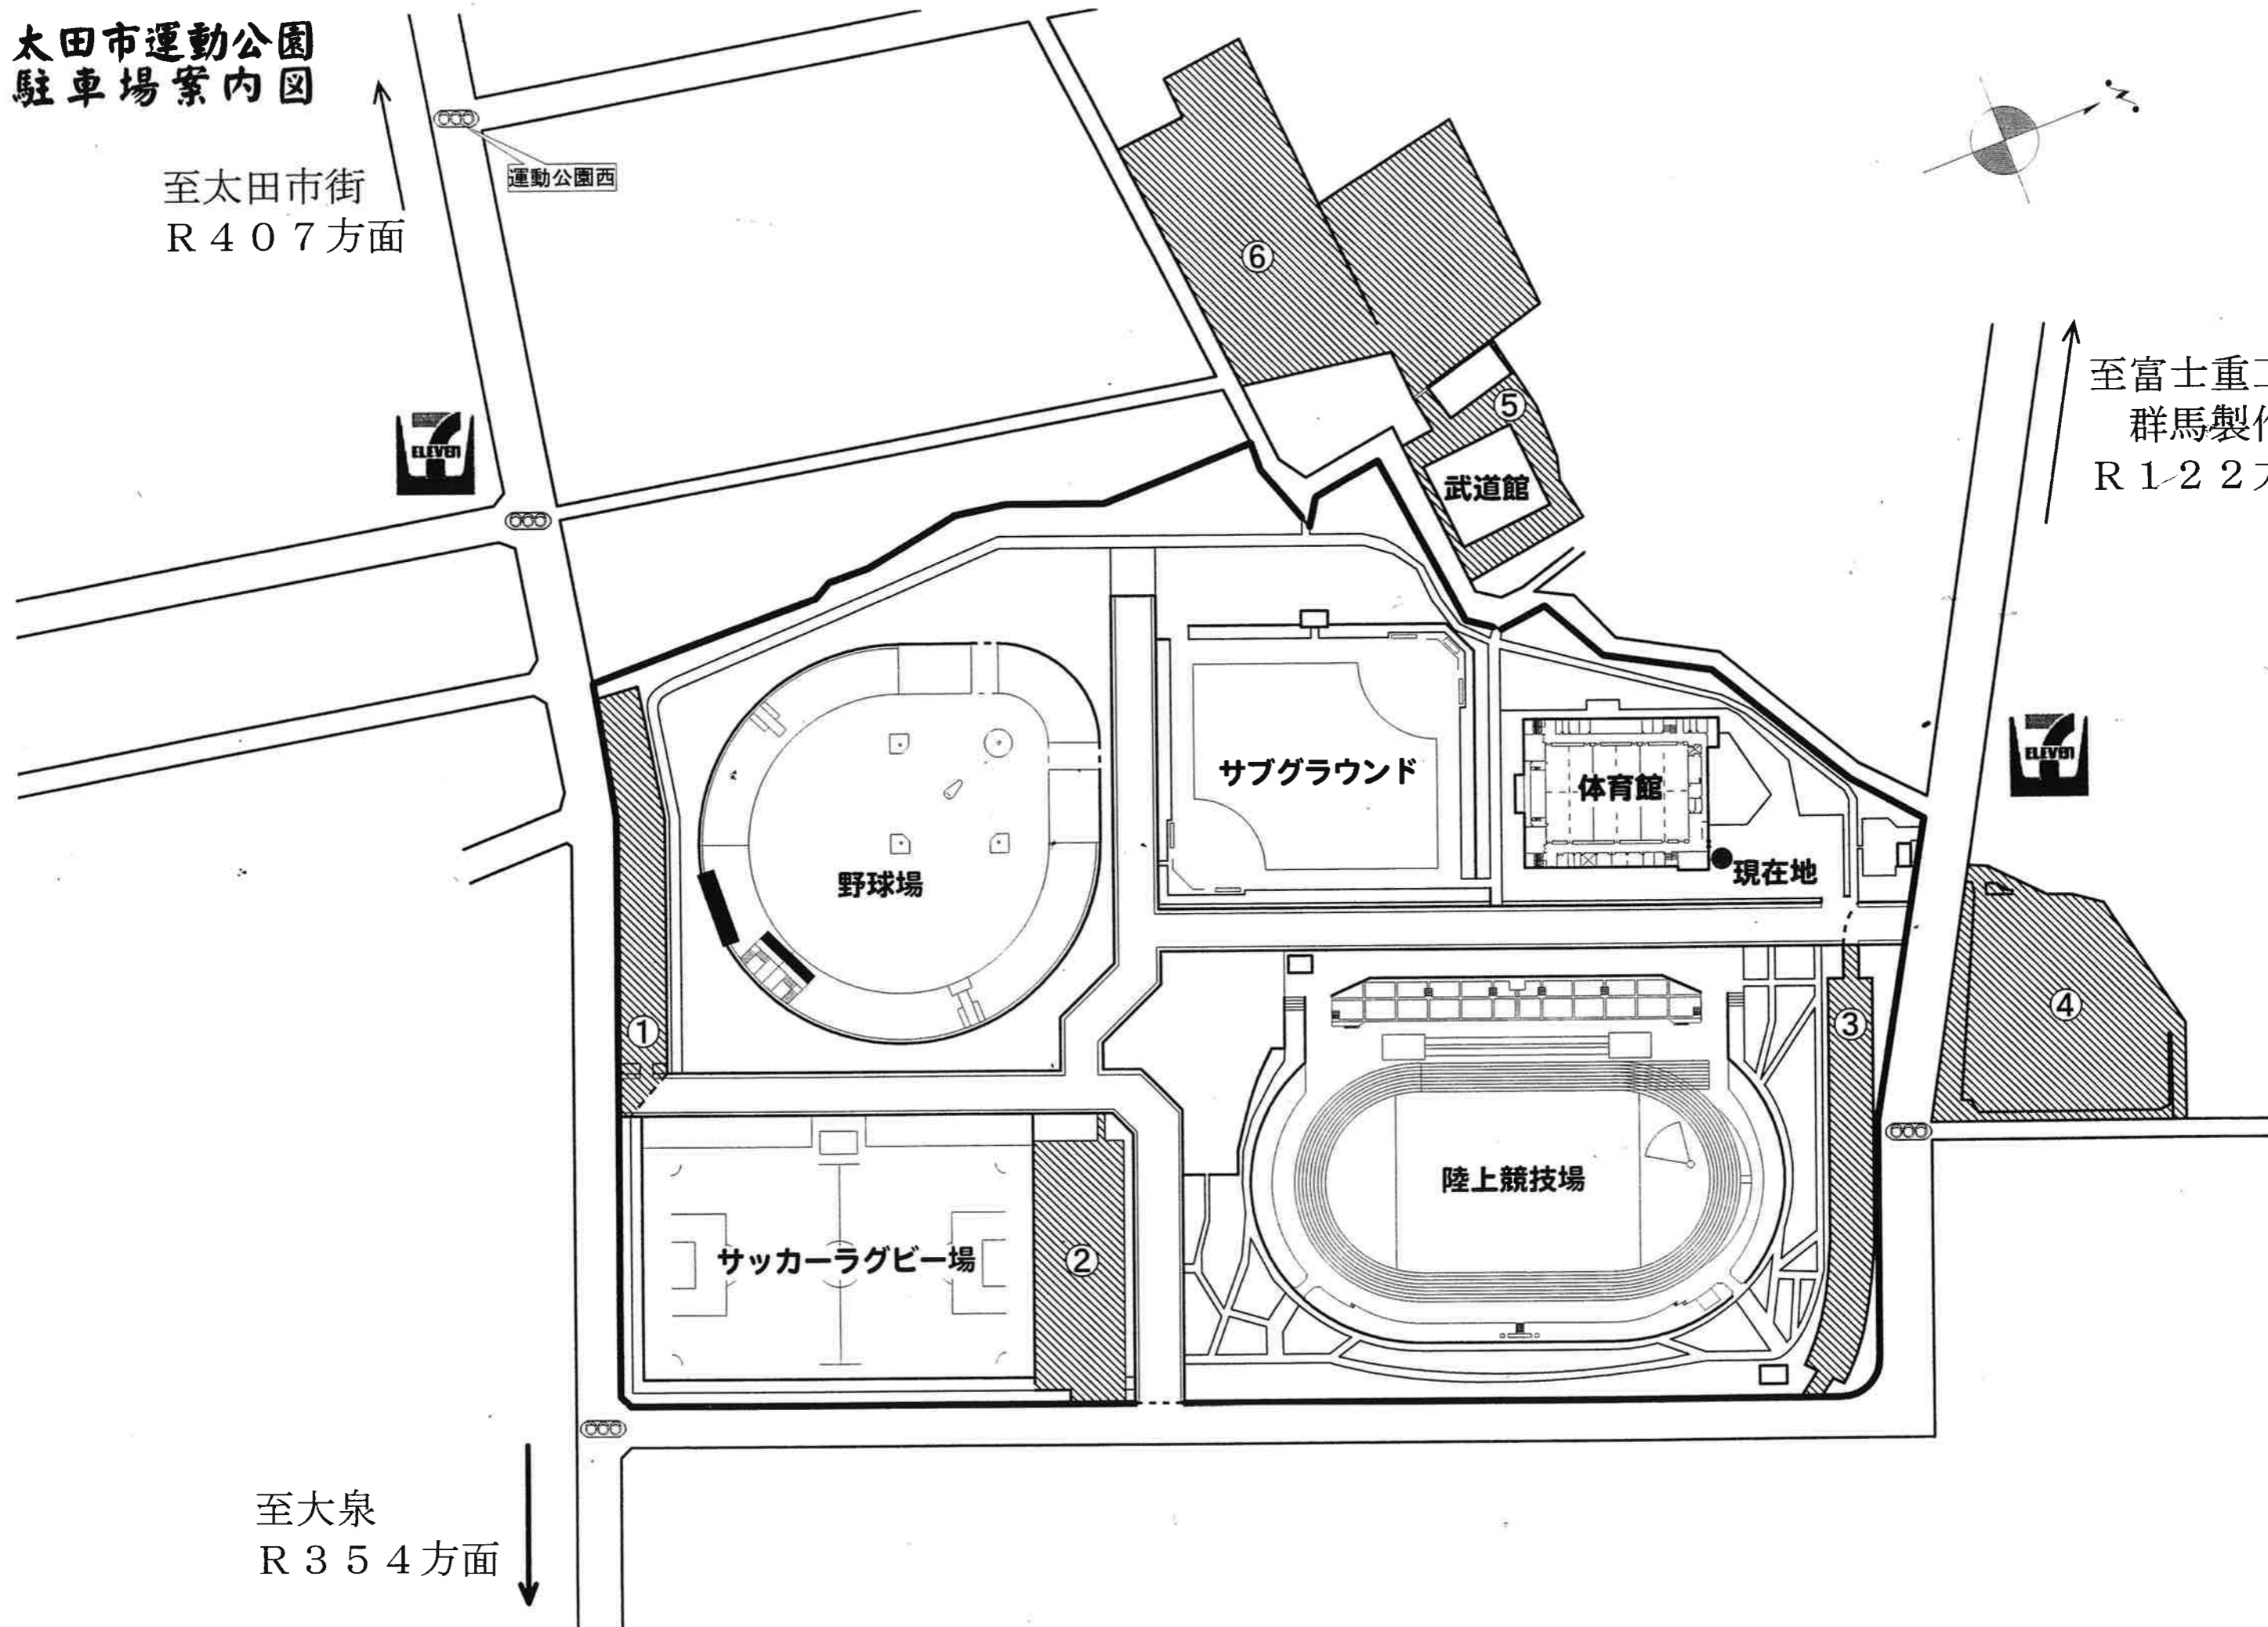 太田市運動公園
駐車場案内図
至太田市街
R407方面
運動公園西
7
ELEVEn
⑥
⑤
武道館
至富士重
群馬製
R122
サブグラウンド
体育館
現在地
7
ELEVEn
野球場
①
③
④
陸上競技場
サッカーラグビー場
②
至大泉
R354方面